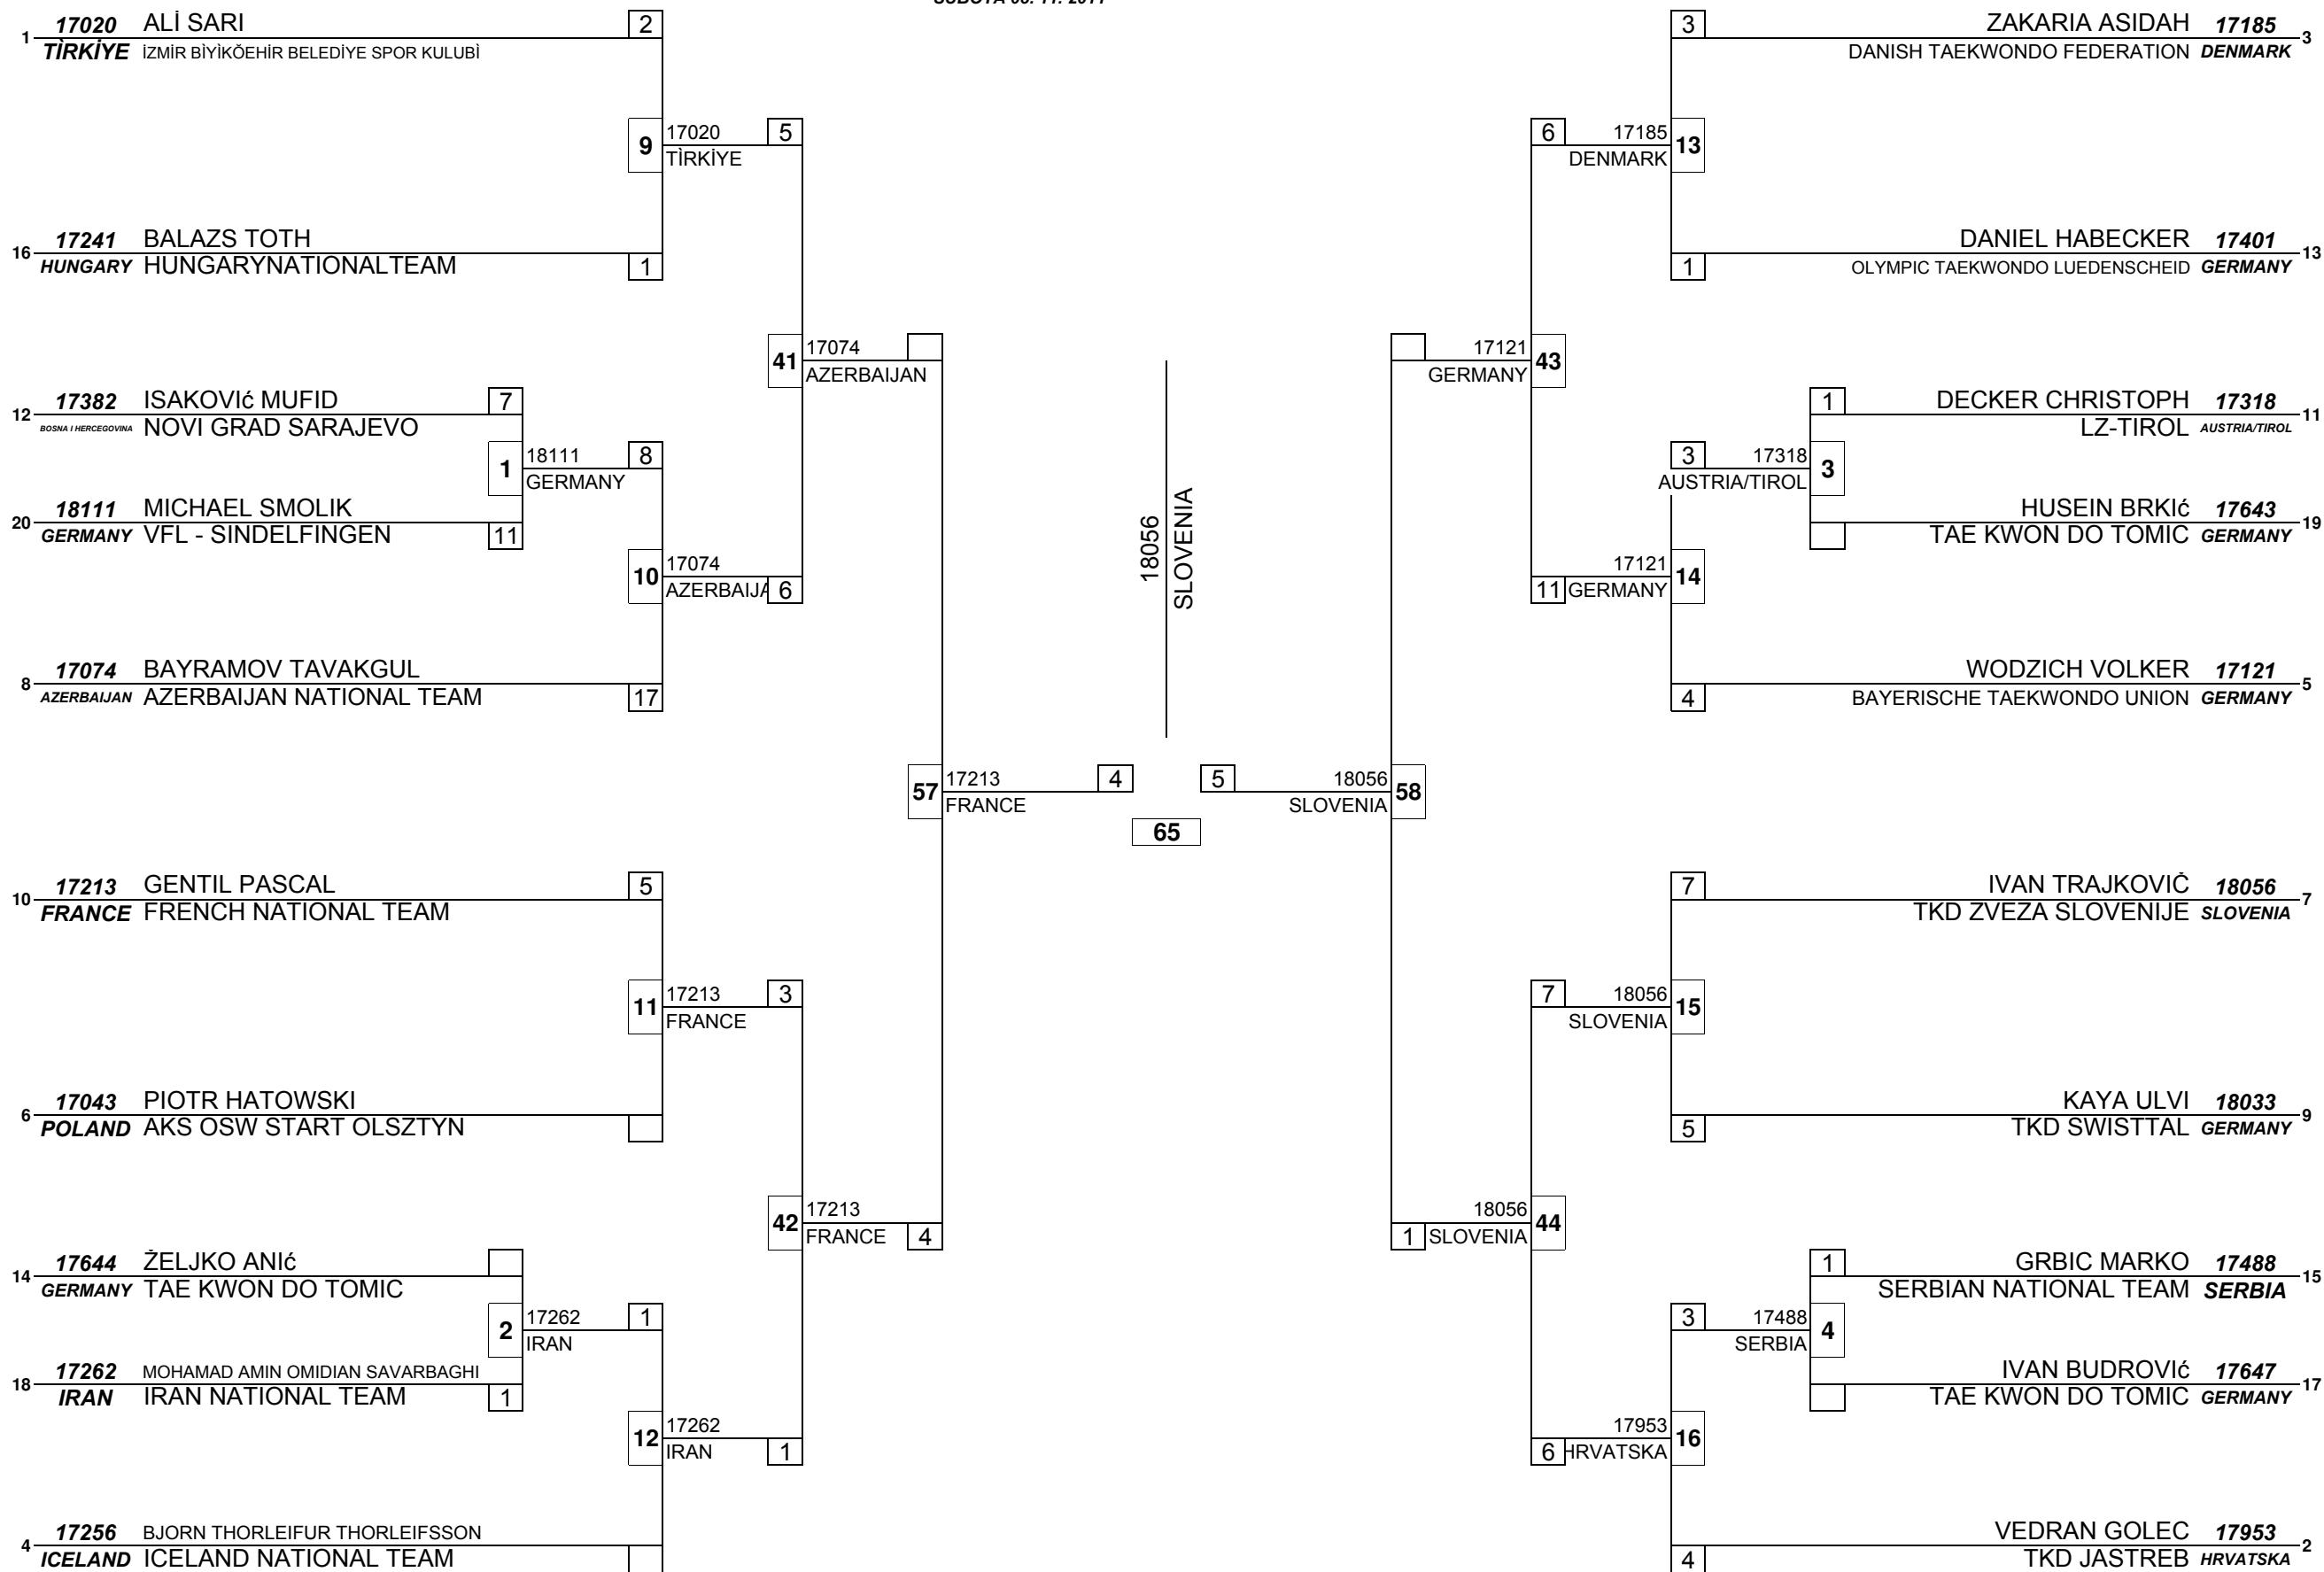 1 17020 ALİ SARI 2
TİRKİYE İZMİR BİYİKŎEHİR BELEDİYE SPOR KULUBİ
9 17020 5
TİRKİYE
16 17241 BALAZS TOTH
HUNGARY HUNGARYNATIONALTEAM 1
41 17074
AZERBAIJAN
12 17382 ISAKOVIć MUFID 7
BOSNA I HERCEGOVINA NOVI GRAD SARAJEVO
1 18111 8
GERMANY
20 18111 MICHAEL SMOLIK
GERMANY VFL - SINDELFINGEN 11
10 17074
AZERBAIJA 6
8 17074 BAYRAMOV TAVAKGUL
AZERBAIJAN AZERBAIJAN NATIONAL TEAM 17
57 17213 4
FRANCE
10 17213 GENTIL PASCAL 5
FRANCE FRENCH NATIONAL TEAM
11 17213 3
FRANCE
6 17043 PIOTR HATOWSKI
POLAND AKS OSW START OLSZTYN
42 17213
FRANCE 4
14 17644 ŽELJKO ANIć
GERMANY TAE KWON DO TOMIC
2 17262 1
IRAN
18 17262 MOHAMAD AMIN OMIDIAN SAVARBAGHI
IRAN IRAN NATIONAL TEAM 1
12 17262
IRAN 1
4 17256 BJORN THORLEIFUR THORLEIFSSON
ICELAND ICELAND NATIONAL TEAM
18056
SLOVENIA
65
3 ZAKARIA ASIDAH 17185 3
DANISH TAEKWONDO FEDERATION DENMARK
6 17185 13
DENMARK
DANIEL HABECKER 17401 13
1 OLYMPIC TAEKWONDO LUEDENSCHEID GERMANY
17121 43
GERMANY
1 DECKER CHRISTOPH 17318 11
LZ-TIROL AUSTRIA/TIROL
3 17318 3
AUSTRIA/TIROL
HUSEIN BRKIć 17643 19
TAE KWON DO TOMIC GERMANY
17121 14
11 GERMANY
WODZICH VOLKER 17121 5
4 BAYERISCHE TAEKWONDO UNION GERMANY
5 18056 58
SLOVENIA
7 IVAN TRAJKOVIČ 18056 7
TKD ZVEZA SLOVENIJE SLOVENIA
7 18056 15
SLOVENIA
KAYA ULVI 18033 9
5 TKD SWISTTAL GERMANY
18056 44
1 SLOVENIA
1 GRBIC MARKO 17488 15
SERBIAN NATIONAL TEAM SERBIA
3 17488 4
SERBIA
IVAN BUDROVIć 17647 17
TAE KWON DO TOMIC GERMANY
17953 16
6 HRVATSKA
VEDRAN GOLEC 17953 2
4 TKD JASTREB HRVATSKA